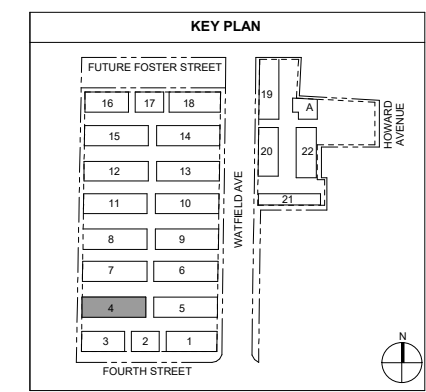 KEY PLAN
FUTURE FOSTER STREET
16 17 18
15 14
12 13
11 10
8 9
7 6
4 5
3 2 1
FOURTH STREET
WATFIELD AVE
19
A
20 22
21
HOWARD
AVENUE
N